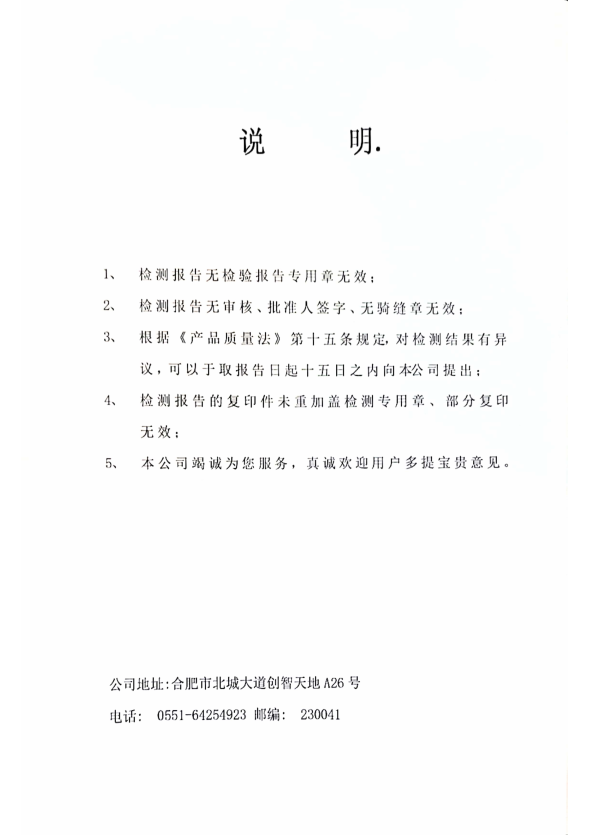 说 明.
1、 检测报告无检验报告专用章无效;
2、 检测报告无审核、批准人签字、无骑缝章无效;
3、 根据《产品质量法》第十五条规定,对检测结果有异
议,可以于取报告日起十五日之内向本公司提出;
4、 检测报告的复印件未重加盖检测专用章、部分复印
无效;
5、 本公司竭诚为您服务,真诚欢迎用户多提宝贵意见。
公司地址:合肥市北城大道创智天地 A26 号
电话: 0551-64254923 邮编: 230041